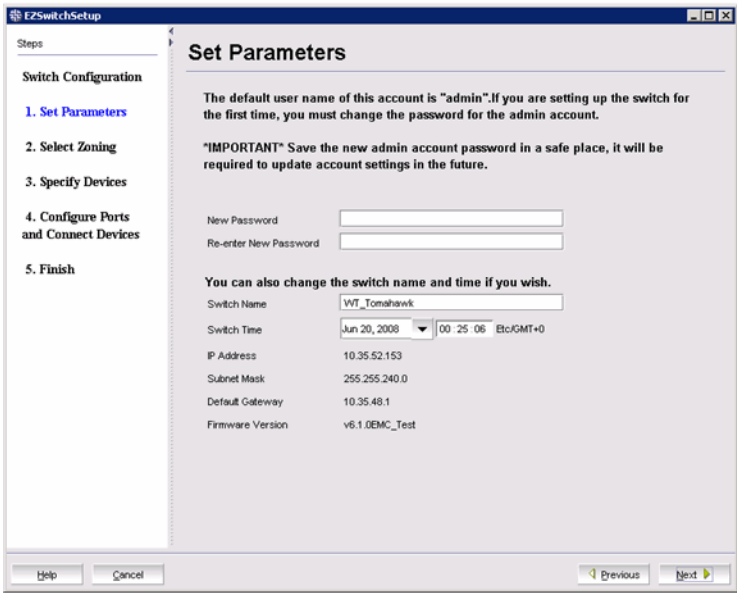 EZSwitchSetup
Steps
Switch Configuration
1. Set Parameters
2. Select Zoning
3. Specify Devices
4. Configure Ports
and Connect Devices
5. Finish
Set Parameters
The default user name of this account is "admin".If you are setting up the switch for
the first time, you must change the password for the admin account.
*IMPORTANT* Save the new admin account password in a safe place, it will be
required to update account settings in the future.
New Password
Re-enter New Password
You can also change the switch name and time if you wish.
Switch Name WT_Tomahawk
Switch Time Jun 20, 2008 00 : 25 : 06 Etc/GMT+0
IP Address 10.35.52.153
Subnet Mask 255.255.240.0
Default Gateway 10.35.48.1
Firmware Version v6.1.0EMC_Test
Help Cancel Previous Next